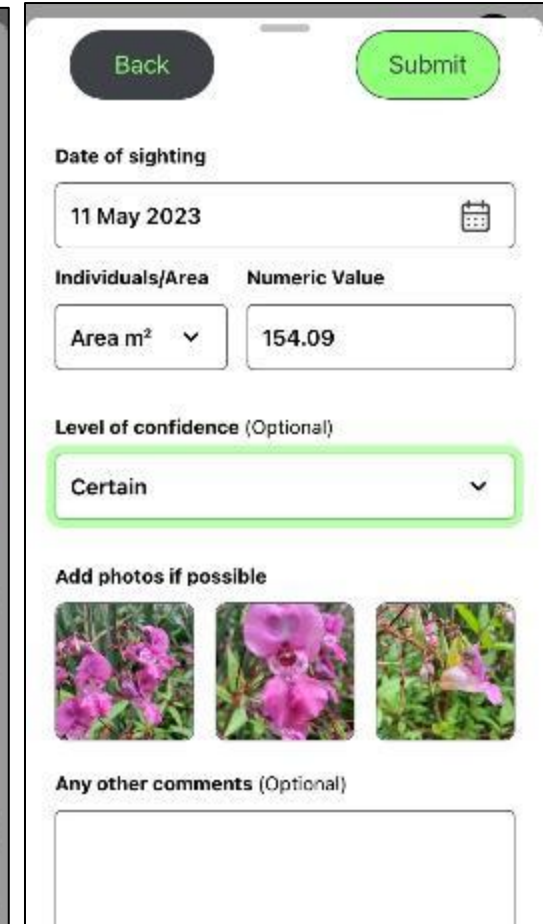 Back Submit
Date of sighting
11 May 2023
Individuals/Area Numeric Value
Area m² 154.09
Level of confidence (Optional)
Certain
Add photos if possible
Any other comments (Optional)